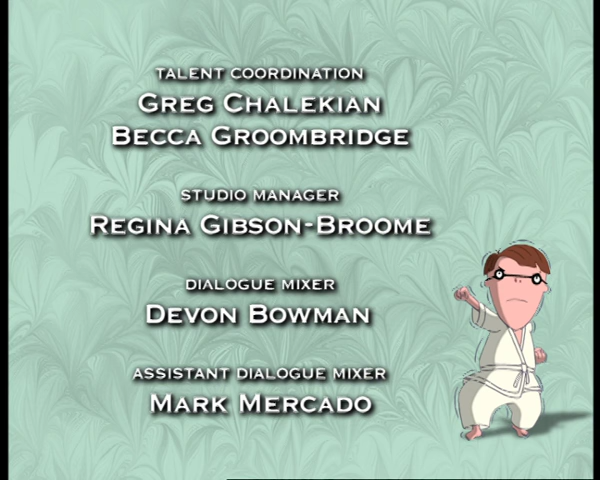 TALENT COORDINATION
GREG CHALEKIAN
BECCA GROOMBRIDGE
STUDIO MANAGER
REGINA GIBSON-BROOME
DIALOGUE MIXER
DEVON BOWMAN
ASSISTANT DIALOGUE MIXER
MARK MERCADO